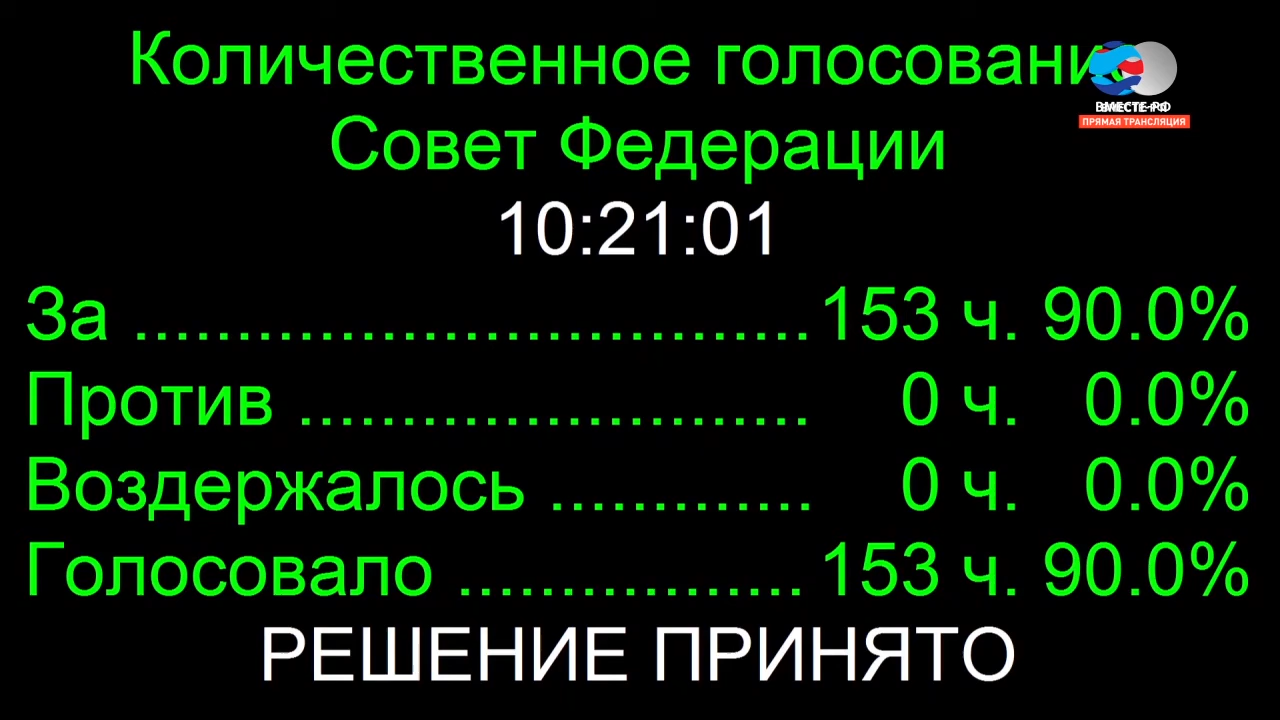 Количественное голосование
Совет Федерации
10:21:01
За ................................. 153 ч. 90.0%
Против ......................... 0 ч. 0.0%
Воздержалось ............. 0 ч. 0.0%
Голосовало ................. 153 ч. 90.0%
РЕШЕНИЕ ПРИНЯТО
ВМЕСТЕ-РФ
ПРЯМАЯ ТРАНСЛЯЦИЯ